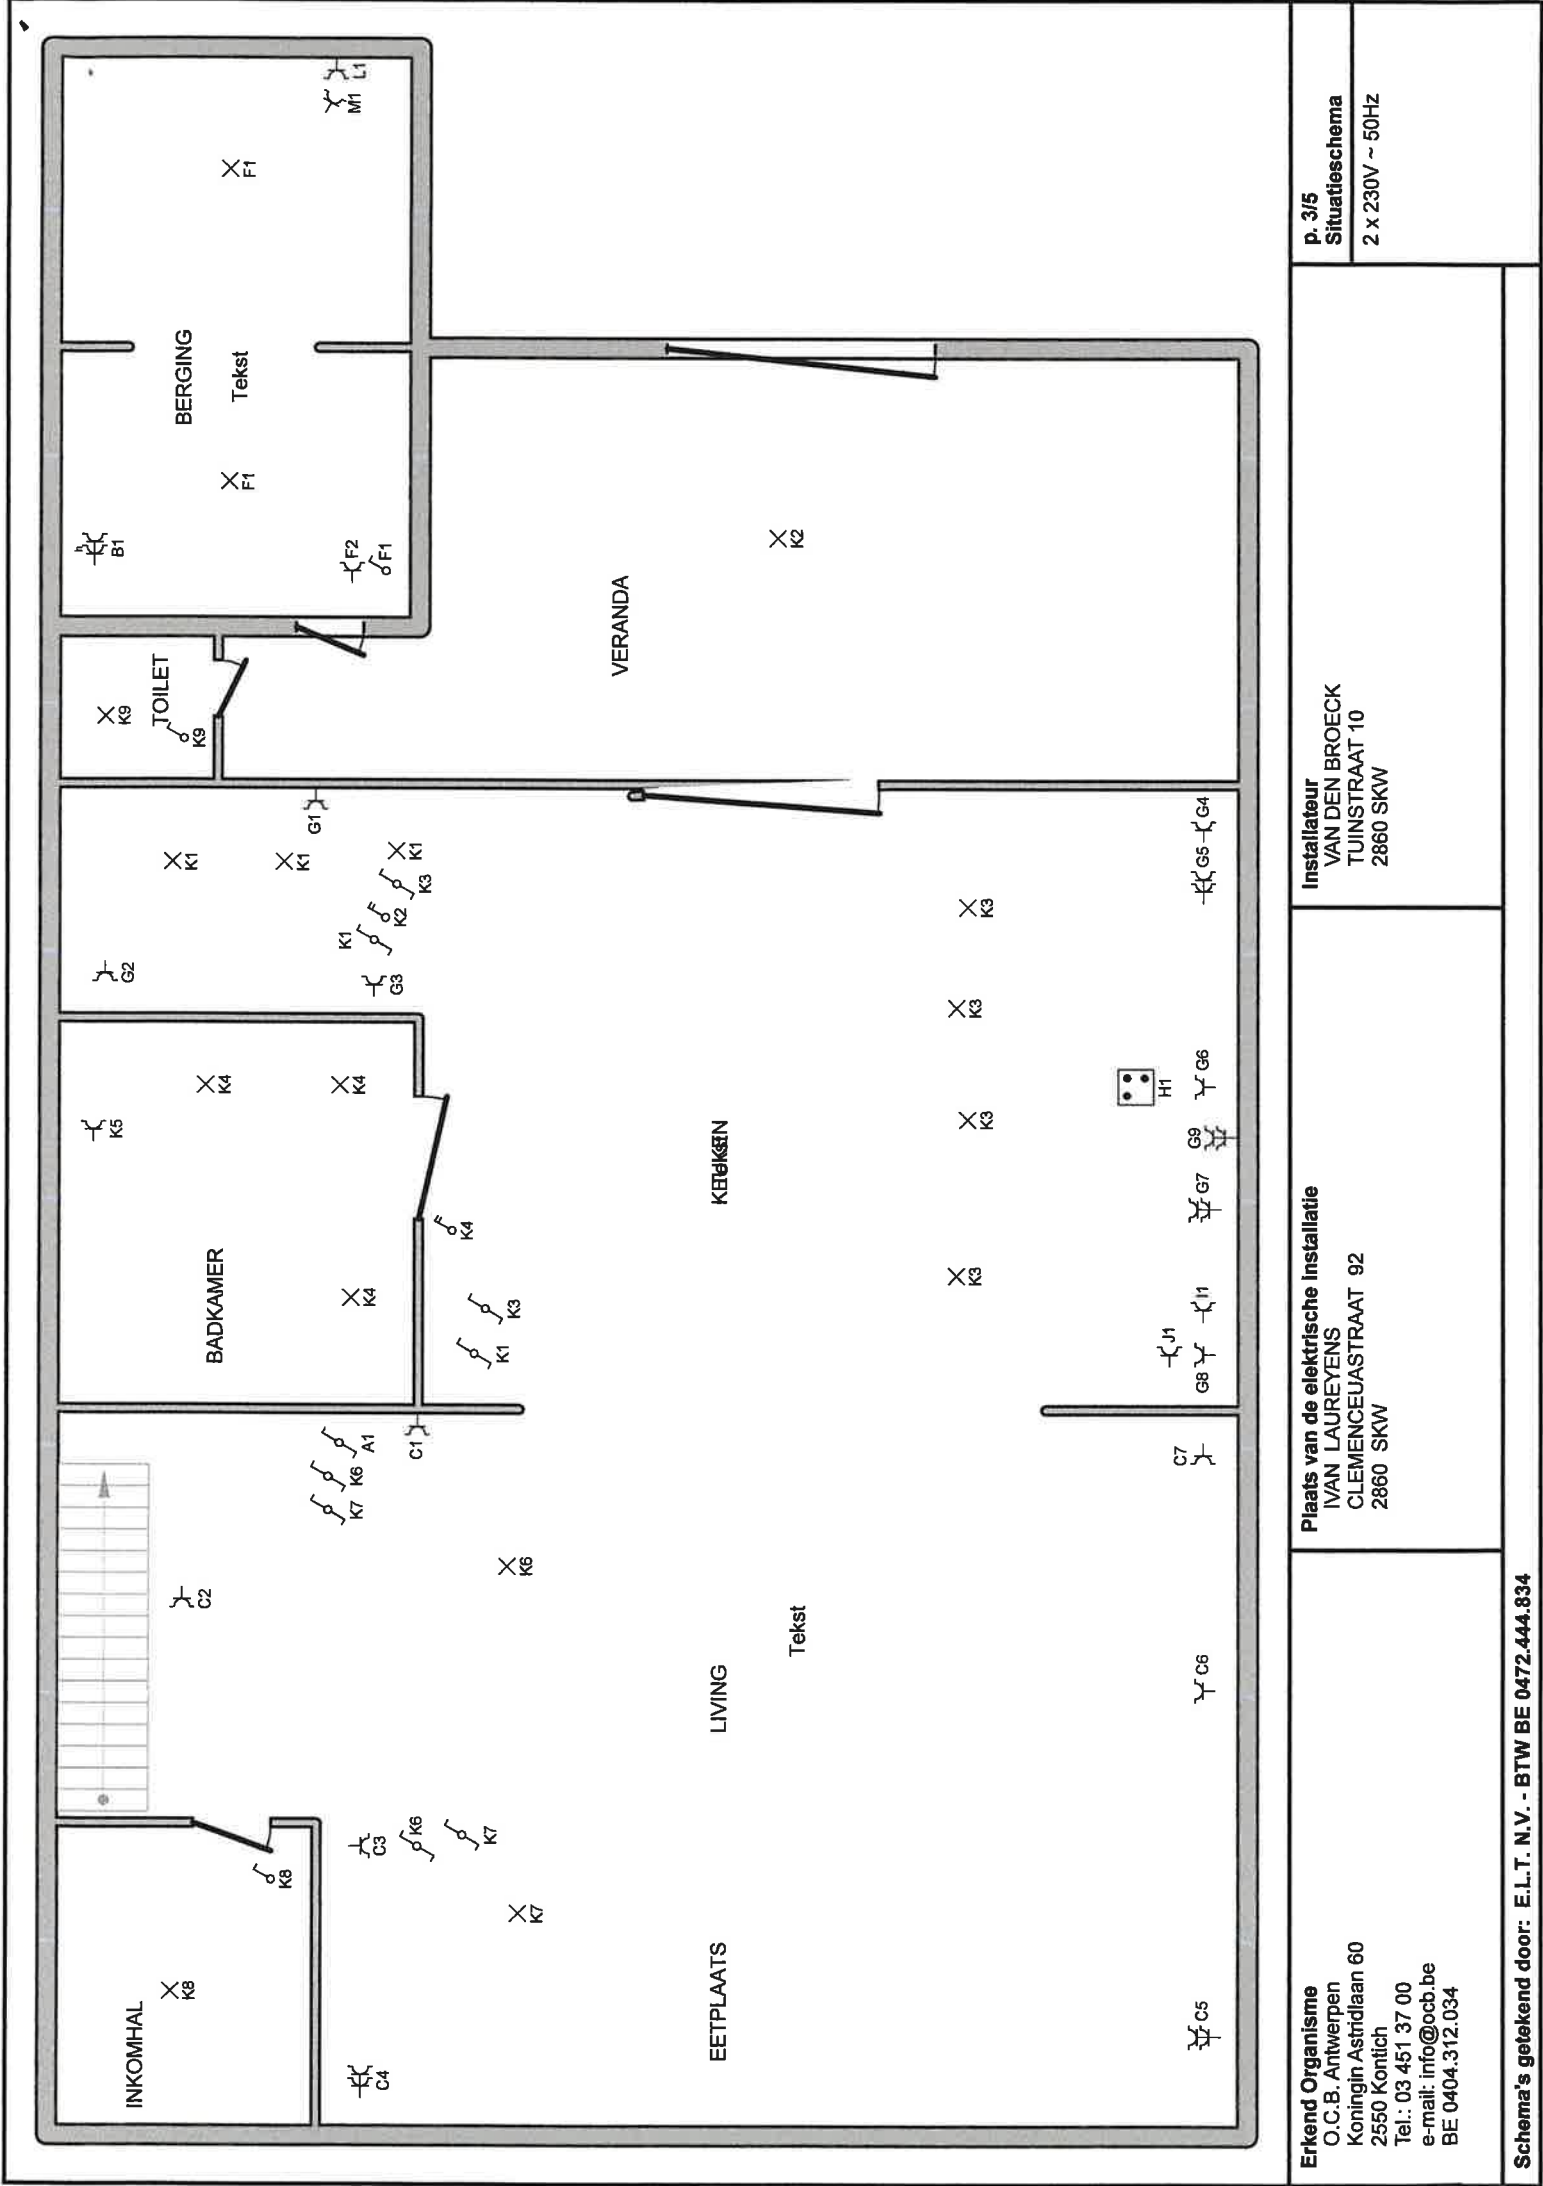 INKOMHAL
K8
K8
C2
K7
K6
A1
C1
C3
K6
K7
K6
K7
C4
EETPLAATS
LIVING
Tekst
C5
C6
C7
BADKAMER
K5
K4
K4
K4
K4
K1
K3
G2
G3
K1
K2
K3
K1
K1
K1
G1
KEUKEN
Tekst
K3
K3
K3
K3
H1
J1
G8
I1
G7
G9
G6
G5
G4
TOILET
K9
K9
VERANDA
K2
BERGING
Tekst
h
B1
F2
F1
F1
F1
M1
L1
Erkend Organisme
O.C.B. Antwerpen
Koningin Astridlaan 60
2550 Kontich
Tel.: 03 451 37 00
e-mail: info@ocb.be
BE 0404.312.034
Plaats van de elektrische installatie
IVAN LAUREYENS
CLEMENCEUASTRAAT 92
2860 SKW
Installateur
VAN DEN BROECK
TUINSTRAAT 10
2860 SKW
p. 3/5
Situatieschema
2 x 230V ~ 50Hz
Schema's getekend door: E.L.T. N.V. - BTW BE 0472.444.834